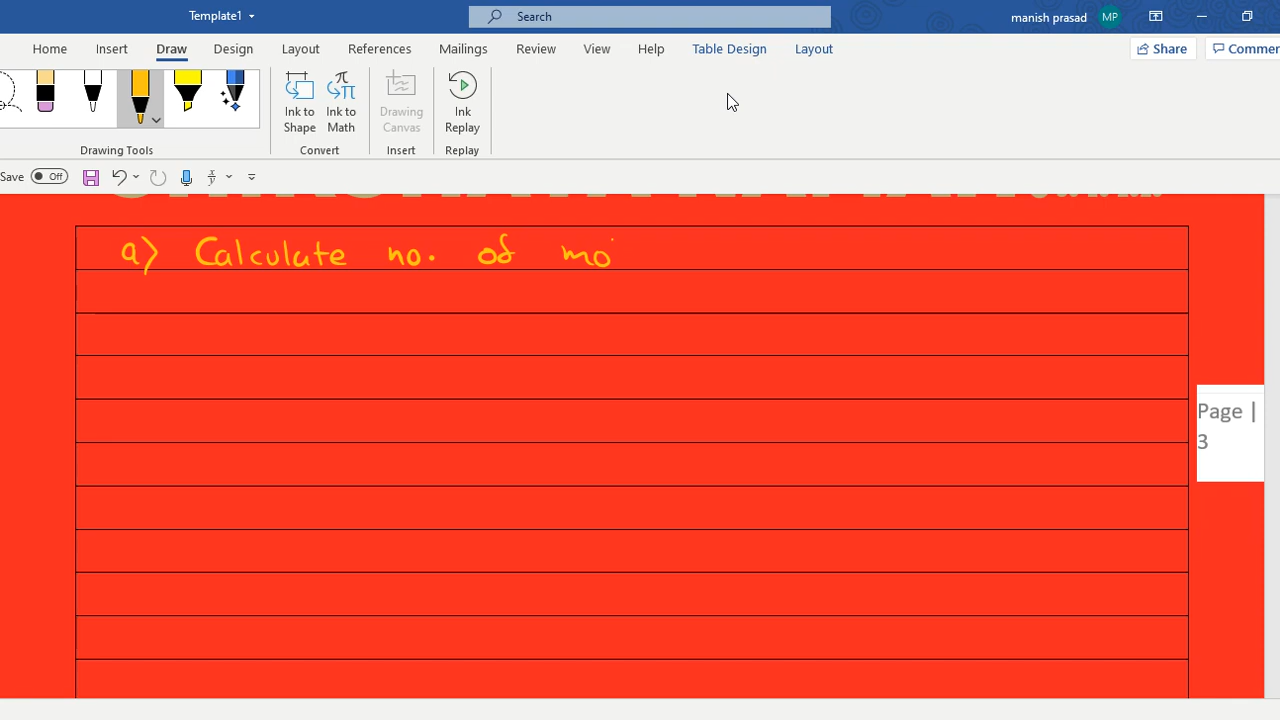 Template1
Search
manish prasad
MP
Home
Insert
Draw
Design
Layout
References
Mailings
Review
View
Help
Table Design
Layout
Share
Commen
Ink to Shape
Ink to Math
Drawing Canvas
Ink Replay
Drawing Tools
Convert
Insert
Replay
Save
Off
a) Calculate no. of mo
Page |
3